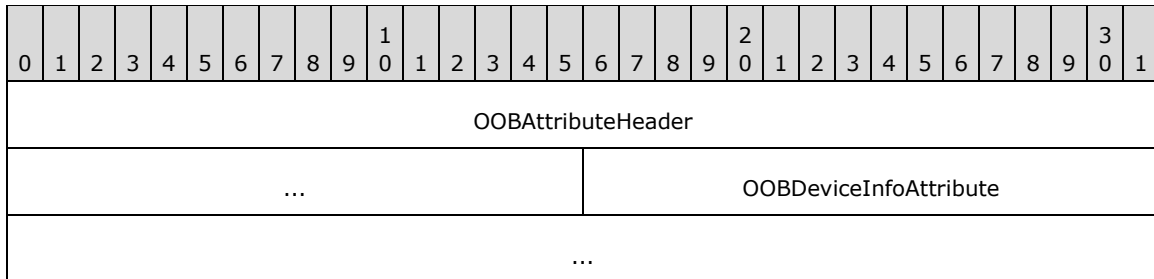 1 2 3
0 1 2 3 4 5 6 7 8 9 0 1 2 3 4 5 6 7 8 9 0 1 2 3 4 5 6 7 8 9 0 1
OOBAttributeHeader
... OOBDeviceInfoAttribute
...